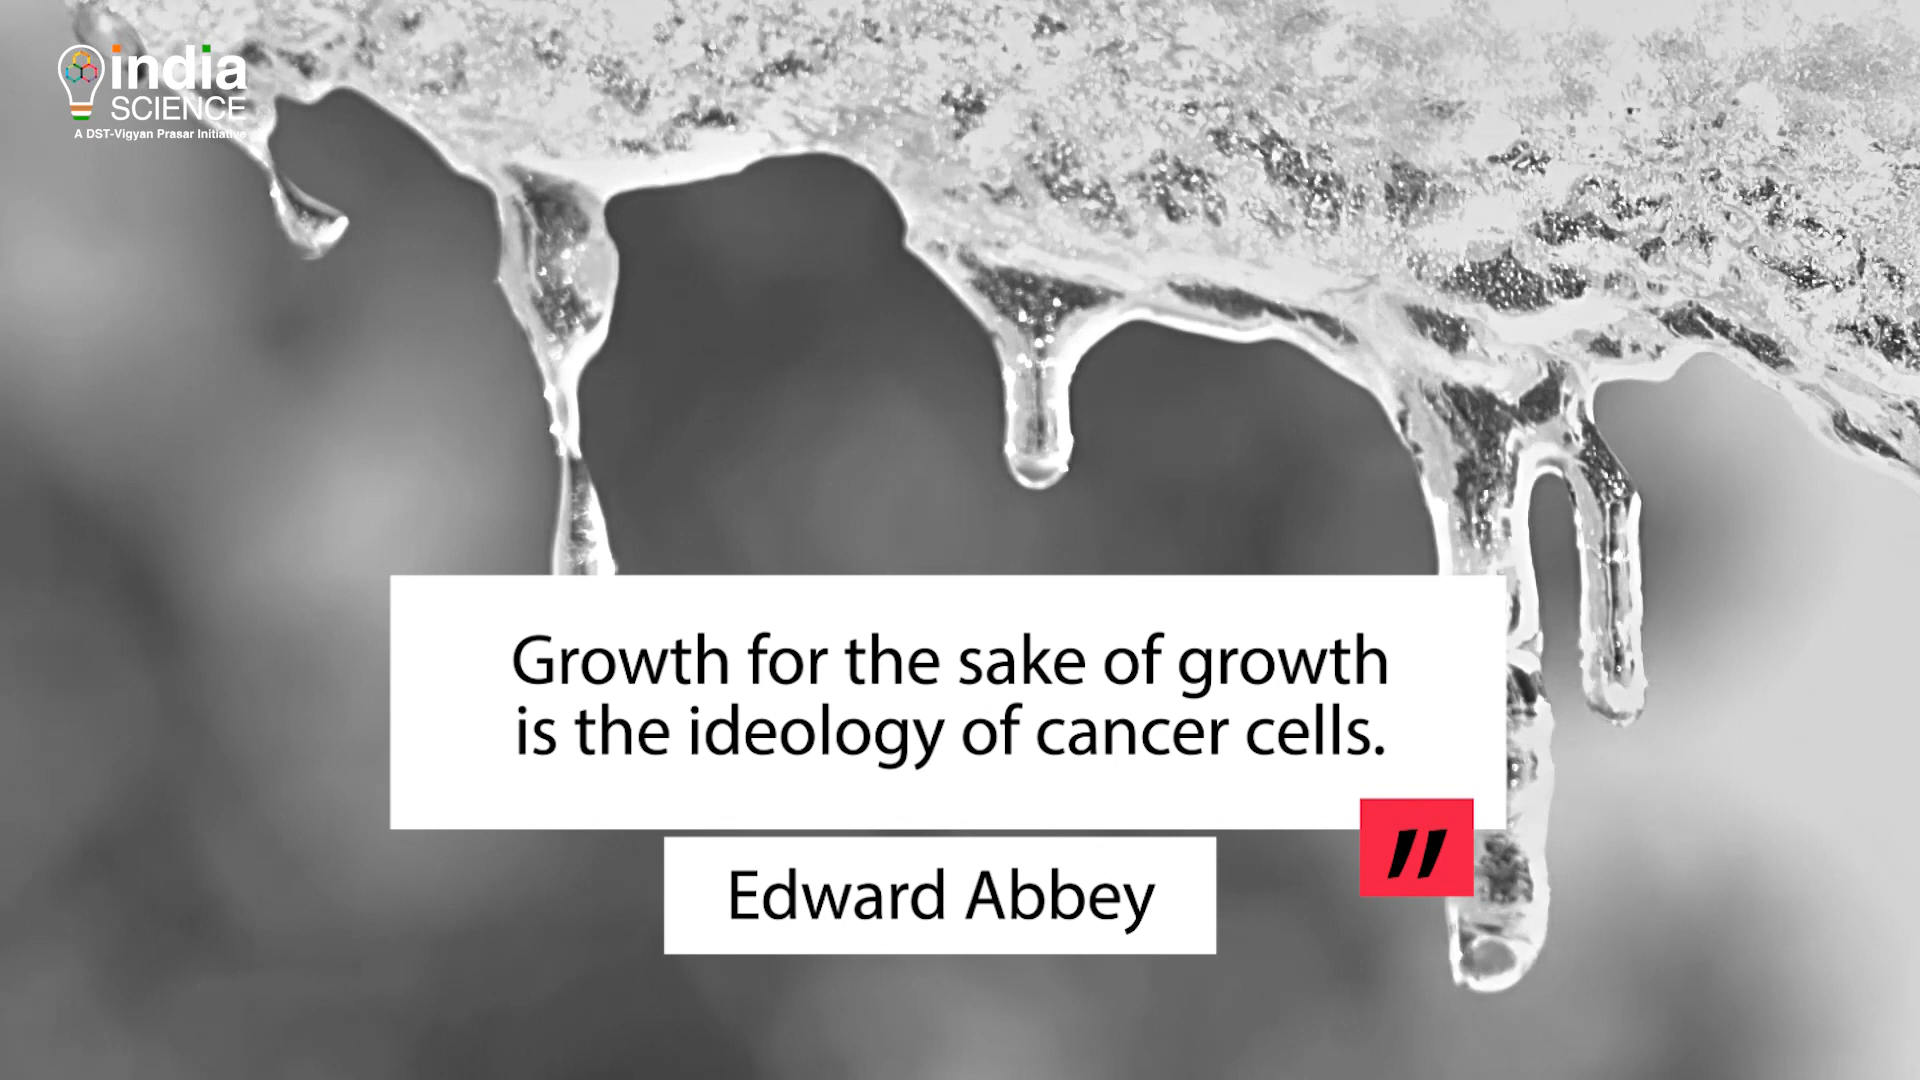 india
SCIENCE
A DST-Vigyan Prasar Initiative
Growth for the sake of growth
is the ideology of cancer cells.
"
Edward Abbey